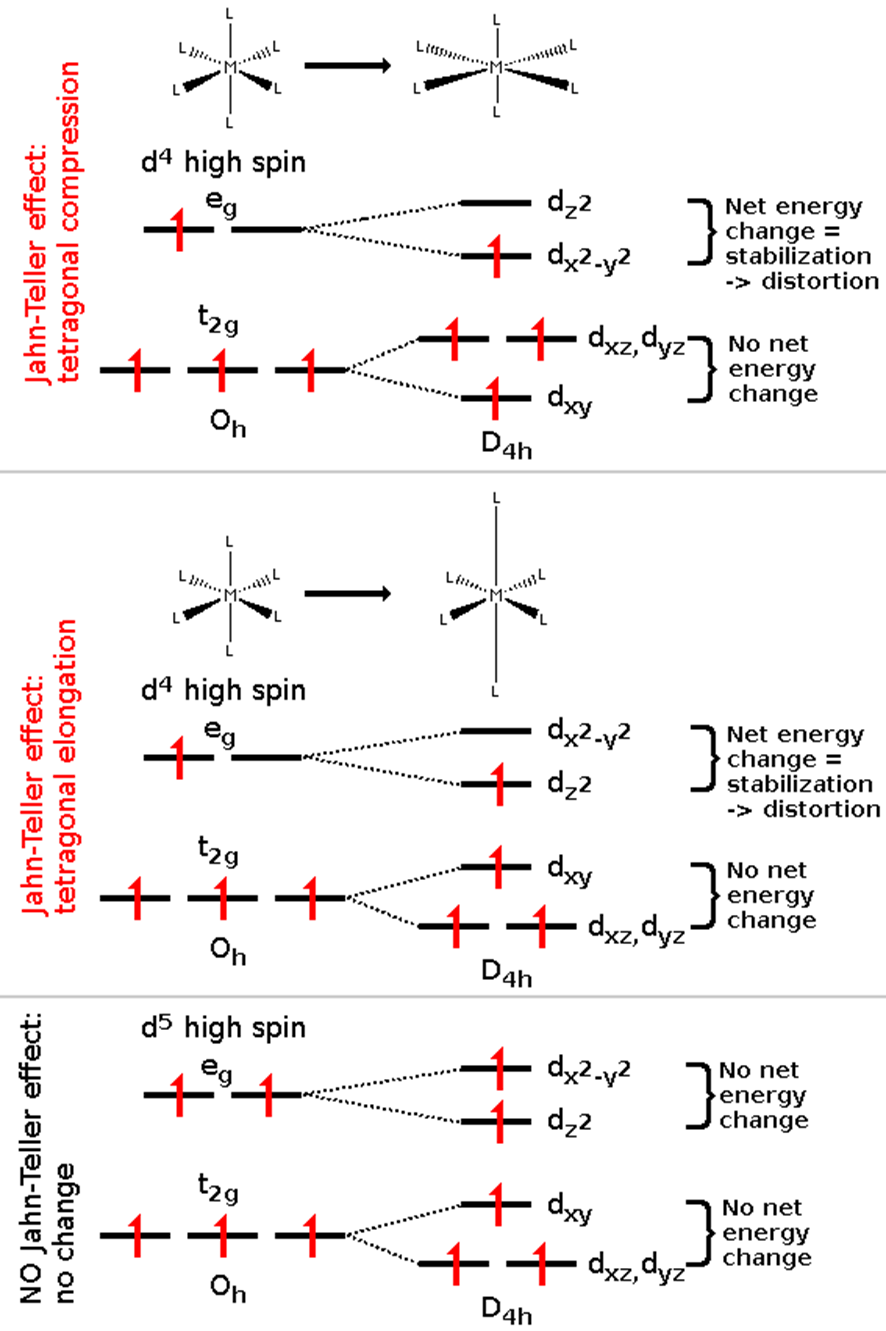 Jahn-Teller effect:
tetragonal compression
L
L
L
M
L
L
L
L
L
L
M
L
L
L
d4 high spin
eg
dz2
dx2-y2
Net energy
change =
stabilization
-> distortion
t2g
dxz,dyz
dxy
No net
energy
change
Oh
D4h
Jahn-Teller effect:
tetragonal elongation
L
L
L
M
L
L
L
L
L
L
M
L
L
L
d4 high spin
eg
dx2-y2
dz2
Net energy
change =
stabilization
-> distortion
t2g
dxy
dxz,dyz
No net
energy
change
Oh
D4h
NO Jahn-Teller effect:
no change
d5 high spin
eg
dx2-y2
dz2
No net
energy
change
t2g
dxy
dxz,dyz
No net
energy
change
Oh
D4h